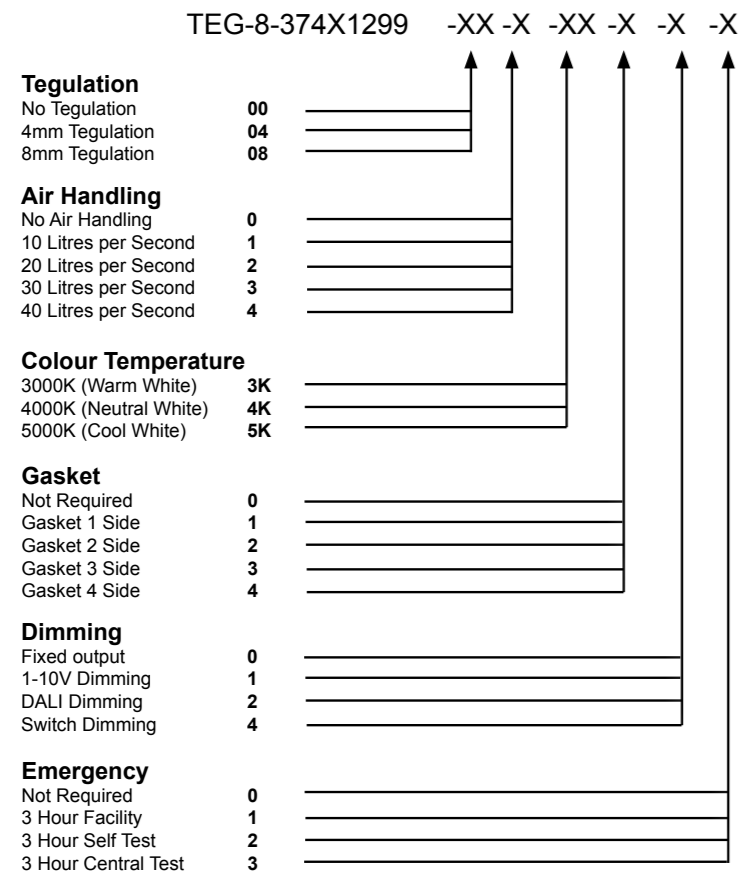 TEG-8-374X1299 -XX -X -XX -X -X -X
Tegulation
No Tegulation 00
4mm Tegulation 04
8mm Tegulation 08
Air Handling
No Air Handling 0
10 Litres per Second 1
20 Litres per Second 2
30 Litres per Second 3
40 Litres per Second 4
Colour Temperature
3000K (Warm White) 3K
4000K (Neutral White) 4K
5000K (Cool White) 5K
Gasket
Not Required 0
Gasket 1 Side 1
Gasket 2 Side 2
Gasket 3 Side 3
Gasket 4 Side 4
Dimming
Fixed output 0
1-10V Dimming 1
DALI Dimming 2
Switch Dimming 4
Emergency
Not Required 0
3 Hour Facility 1
3 Hour Self Test 2
3 Hour Central Test 3